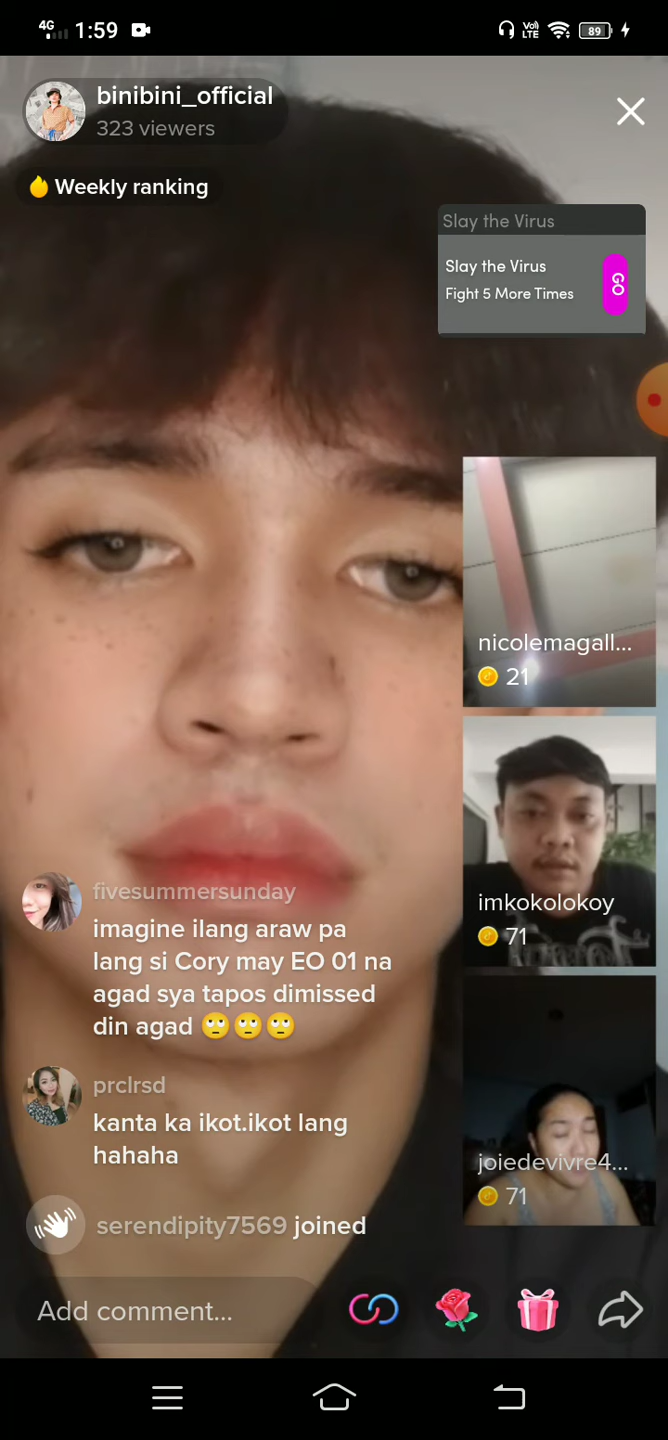 4G 1:59 Vo) LTE 89
binibini_official
323 viewers
Weekly ranking
Slay the Virus
Slay the Virus
Fight 5 More Times
GO
nicolemagall...
21
imkokolokoy
71
joiedevivre4...
71
fivesummersunday
imagine ilang araw pa
lang si Cory may EO 01 na
agad sya tapos dimissed
din agad 🙄🙄🙄
prclrsd
kanta ka ikot.ikot lang
hahaha
serendipity7569 joined
Add comment...